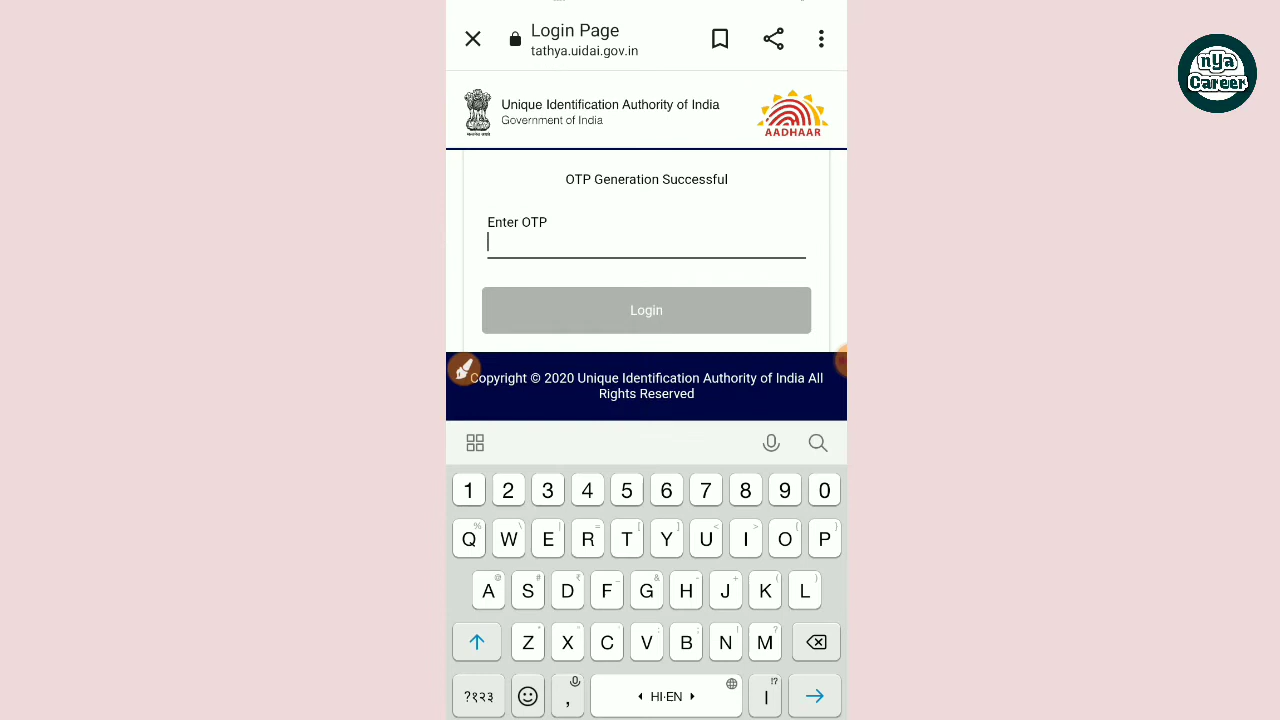 Login Page
tathya.uidai.gov.in
nya
Career
Unique Identification Authority of India
Government of India
AADHAAR
OTP Generation Successful
Enter OTP
Login
Copyright © 2020 Unique Identification Authority of India All
Rights Reserved
1 2 3 4 5 6 7 8 9 0
Q W E R T Y U I O P
A S D F G H J K L
Z X C V B N M
?१२३ , HI·EN । !?